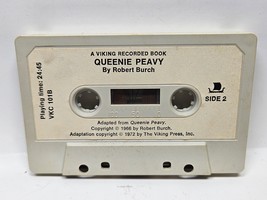 A VIKING RECORDED BOOK
QUEENIE PEAVY
By Robert Burch
Playing time: 24:45
VKC 101B
SIDE 2
Adapted from Queenie Peavy.
Copyright © 1966 by Robert Burch.
Adaptation copyright © 1972 by The Viking Press, Inc.